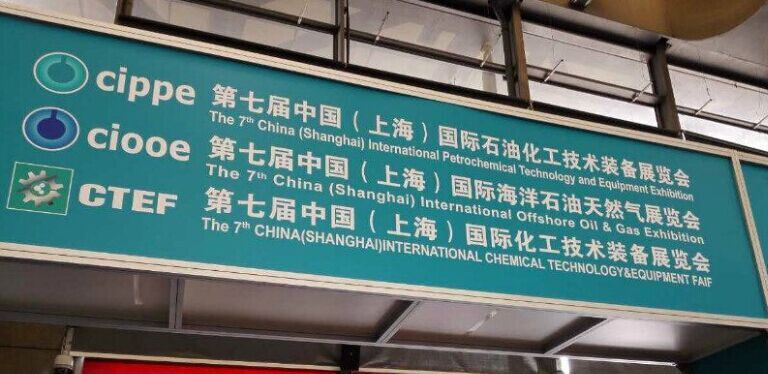 cippe 第七届中国(上海)国际石油化工技术装备展览会
The 7th China (Shanghai) International Petrochemical Technology and Equipment Exhibition
ciooe 第七届中国(上海)国际海洋石油天然气展览会
The 7th China (Shanghai) International Offshore Oil & Gas Exhibition
CTEF 第七届中国(上海)国际化工技术装备展览会
The 7th CHINA(SHANGHAI)INTERNATIONAL CHEMICAL TECHNOLOGY&EQUIPMENT FAIF